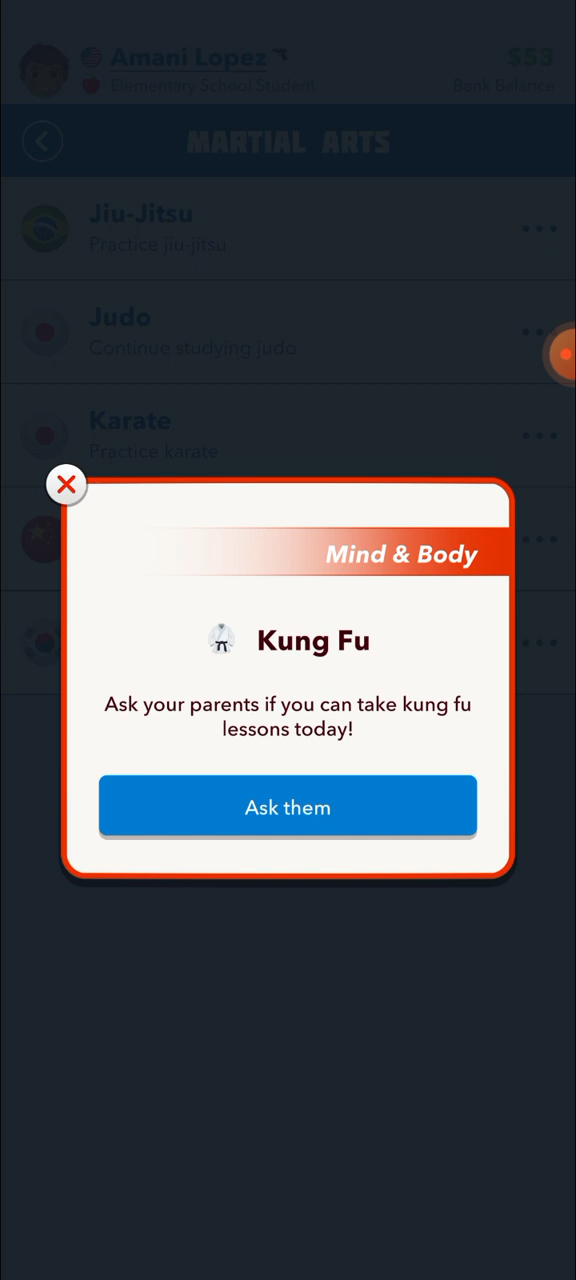 Amani Lopez
$53
Elementary School Student
Bank Balance
MARTIAL ARTS
Jiu-Jitsu
Practice jiu-jitsu
Judo
Continue studying judo
Karate
Practice karate
Mind & Body
Kung Fu
Ask your parents if you can take kung fu
lessons today!
Ask them